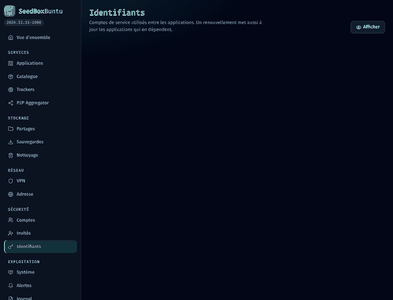 SeedBoxBuntu
2026.11.11-1000
Vue d'ensemble
SERVICES
Applications
Catalogue
Trackers
P2P Aggregator
STOCKAGE
Partages
Sauvegardes
Nettoyage
RÉSEAU
VPN
Adresse
SÉCURITÉ
Comptes
Invités
Identifiants
EXPLOITATION
Système
Alertes
Journal
Identifiants
Comptes de service utilisés entre les applications. Un renouvellement met aussi à
jour les applications qui en dépendent.
Afficher